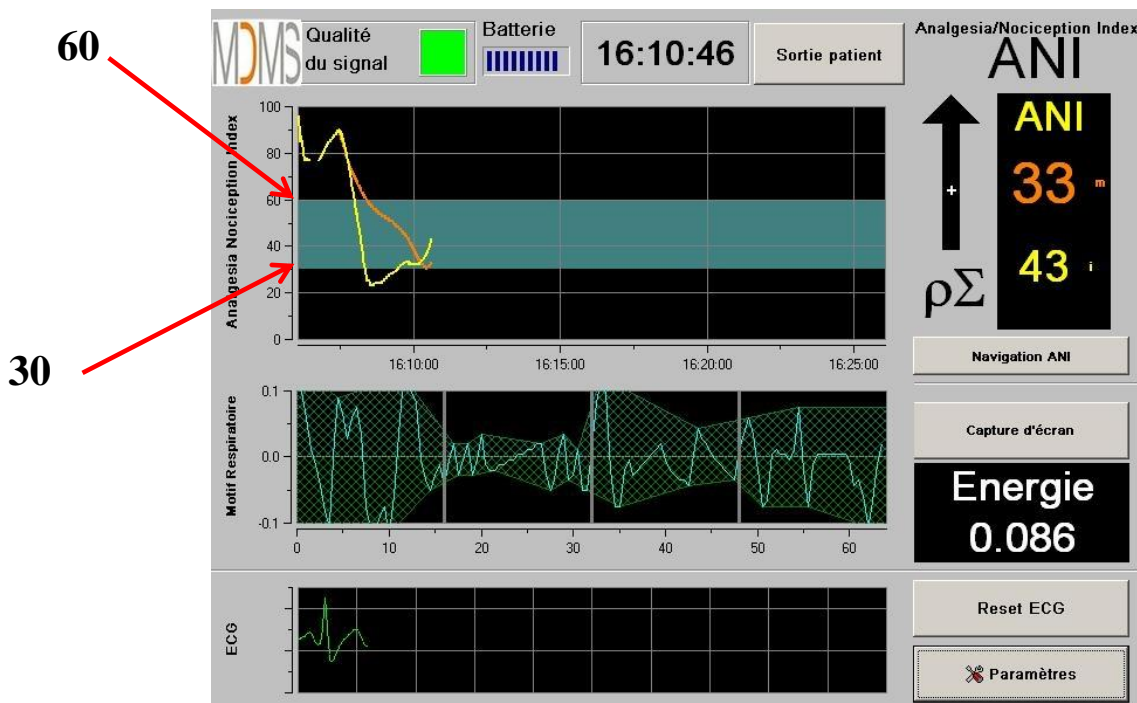 60
30
MDMS
Qualité
du signal
Batterie
16:10:46
Sortie patient
Analgesia/Nociception Index
ANI
Analgesia Nociception Index
100
80
60
40
20
0
16:10:00
16:15:00
16:20:00
16:25:00
+
ρΣ
ANI
33 m
43 i
Navigation ANI
Motif Respiratoire
0.1
0.0
-0.1
0
10
20
30
40
50
60
Capture d'écran
Energie
0.086
ECG
Reset ECG
Paramètres